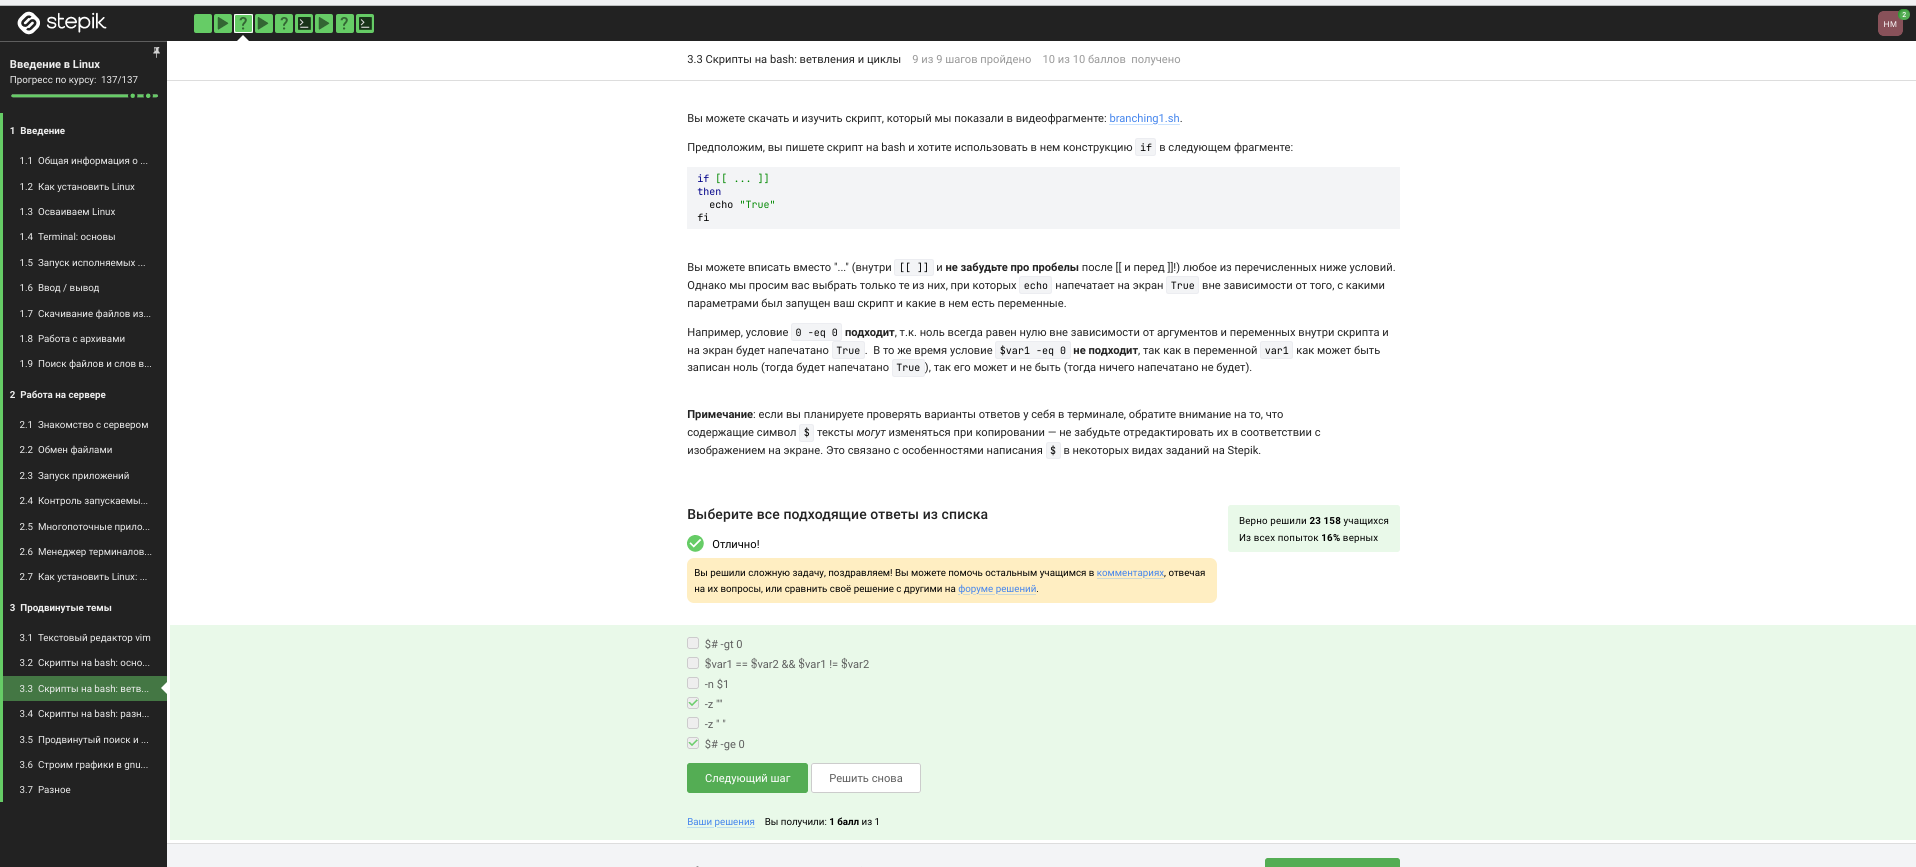 stepik
? ? ?
НМ
2
Введение в Linux
Прогресс по курсу: 137/137
3.3 Скрипты на bash: ветвления и циклы 9 из 9 шагов пройдено 10 из 10 баллов получено
1 Введение
1.1 Общая информация о ...
1.2 Как установить Linux
1.3 Осваиваем Linux
1.4 Terminal: основы
1.5 Запуск исполняемых ...
1.6 Ввод / вывод
1.7 Скачивание файлов из...
1.8 Работа с архивами
1.9 Поиск файлов и слов в...
2 Работа на сервере
2.1 Знакомство с сервером
2.2 Обмен файлами
2.3 Запуск приложений
2.4 Контроль запускаемы...
2.5 Многопоточные прило...
2.6 Менеджер терминалов...
2.7 Как установить Linux: ...
3 Продвинутые темы
3.1 Текстовый редактор vim
3.2 Скрипты на bash: осно...
3.3 Скрипты на bash: ветв...
3.4 Скрипты на bash: разн...
3.5 Продвинутый поиск и ...
3.6 Строим графики в gnu...
3.7 Разное
Вы можете скачать и изучить скрипт, который мы показали в видеофрагменте: branching1.sh.
Предположим, вы пишете скрипт на bash и хотите использовать в нем конструкцию if в следующем фрагменте:
if [[ ... ]]
then
echo "True"
fi
Вы можете вписать вместо "..." (внутри [[ ]] и не забудьте про пробелы после [[ и перед ]]!) любое из перечисленных ниже условий.
Однако мы просим вас выбрать только те из них, при которых echo напечатает на экран True вне зависимости от того, с какими
параметрами был запущен ваш скрипт и какие в нем есть переменные.
Например, условие 0 -eq 0 подходит, т.к. ноль всегда равен нулю вне зависимости от аргументов и переменных внутри скрипта и
на экран будет напечатано True . В то же время условие $var1 -eq 0 не подходит, так как в переменной var1 как может быть
записан ноль (тогда будет напечатано True ), так его может и не быть (тогда ничего напечатано не будет).
Примечание: если вы планируете проверять варианты ответов у себя в терминале, обратите внимание на то, что
содержащие символ $ тексты могут изменяться при копировании — не забудьте отредактировать их в соответствии с
изображением на экране. Это связано с особенностями написания $ в некоторых видах заданий на Stepik.
Выберите все подходящие ответы из списка
Верно решили 23 158 учащихся
Из всех попыток 16% верных
Отлично!
Вы решили сложную задачу, поздравляем! Вы можете помочь остальным учащимся в комментариях, отвечая
на их вопросы, или сравнить своё решение с другими на форуме решений.
$# -gt 0
$var1 == $var2 && $var1 != $var2
-n $1
-z ""
-z " "
$# -ge 0
Следующий шаг
Решить снова
Ваши решения Вы получили: 1 балл из 1